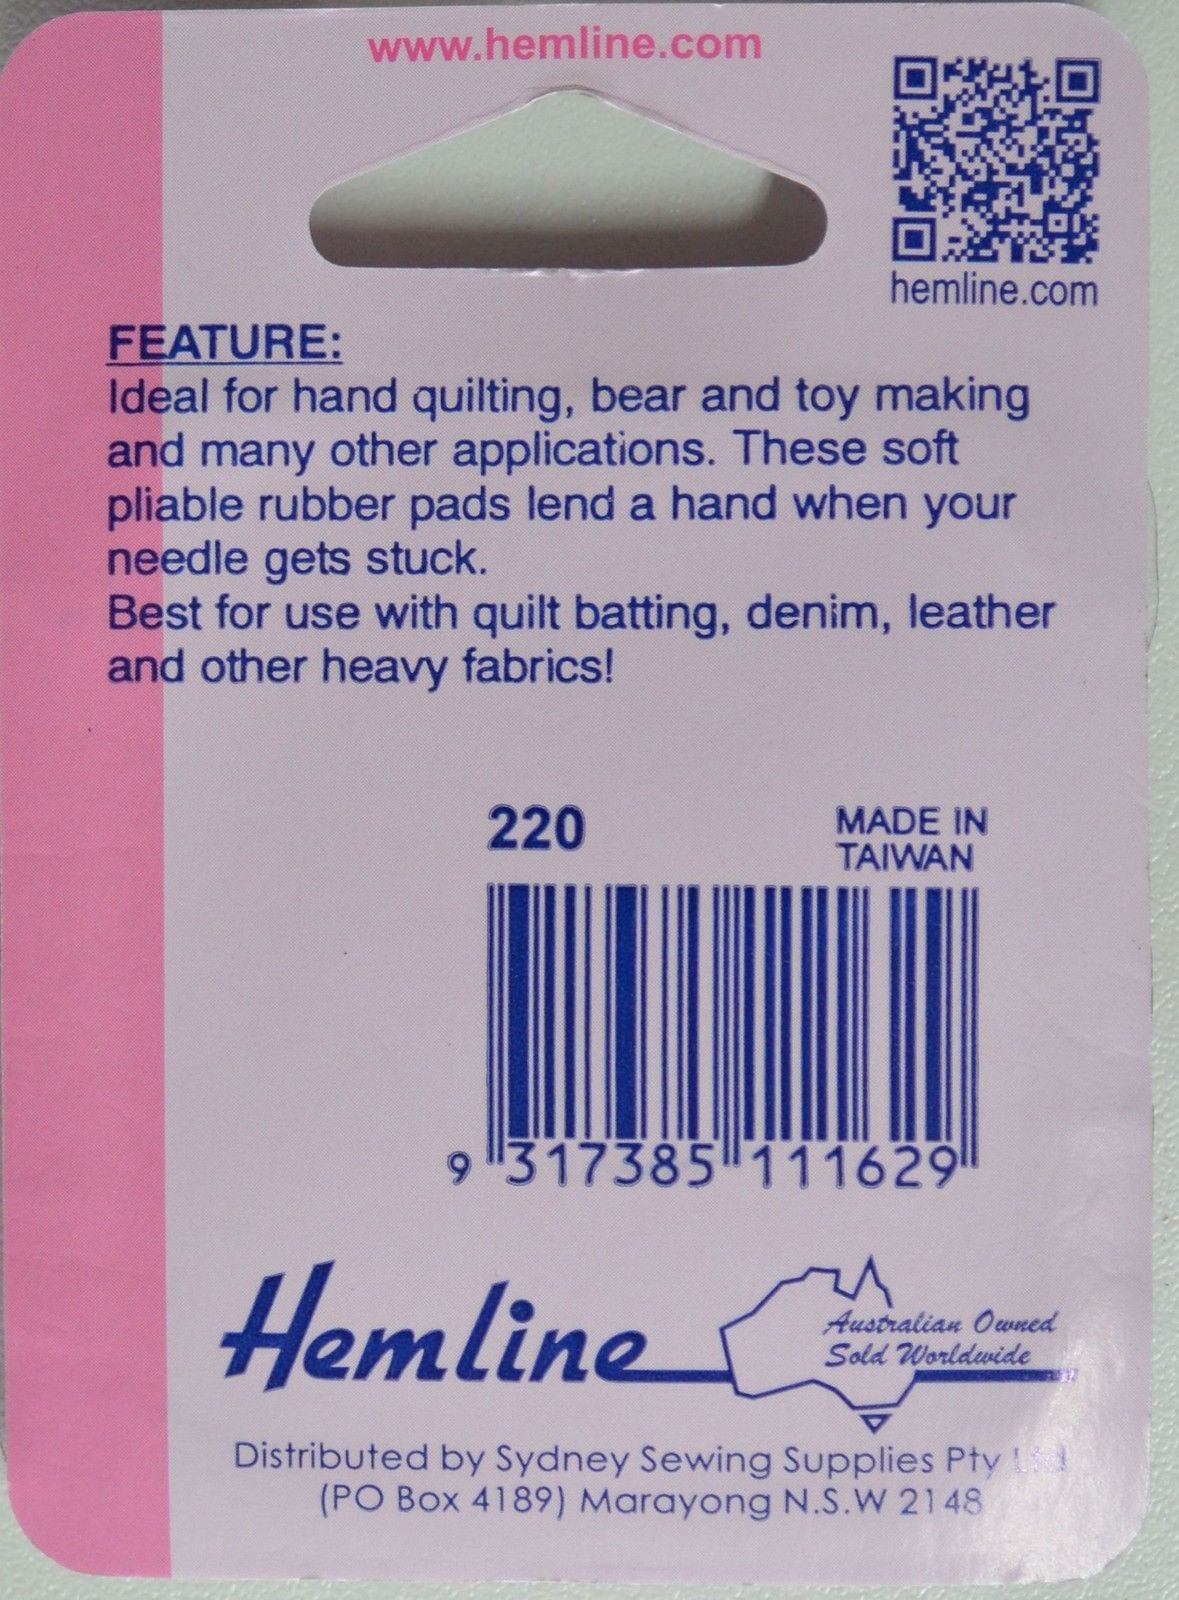 www.hemline.com
hemline.com
FEATURE:
Ideal for hand quilting, bear and toy making
and many other applications. These soft
pliable rubber pads lend a hand when your
needle gets stuck.
Best for use with quilt batting, denim, leather
and other heavy fabrics!
220
MADE IN
TAIWAN
9 317385 111629
Hemline
Australian Owned
Sold Worldwide
Distributed by Sydney Sewing Supplies Pty Ltd
(PO Box 4189) Marayong N.S.W 2148